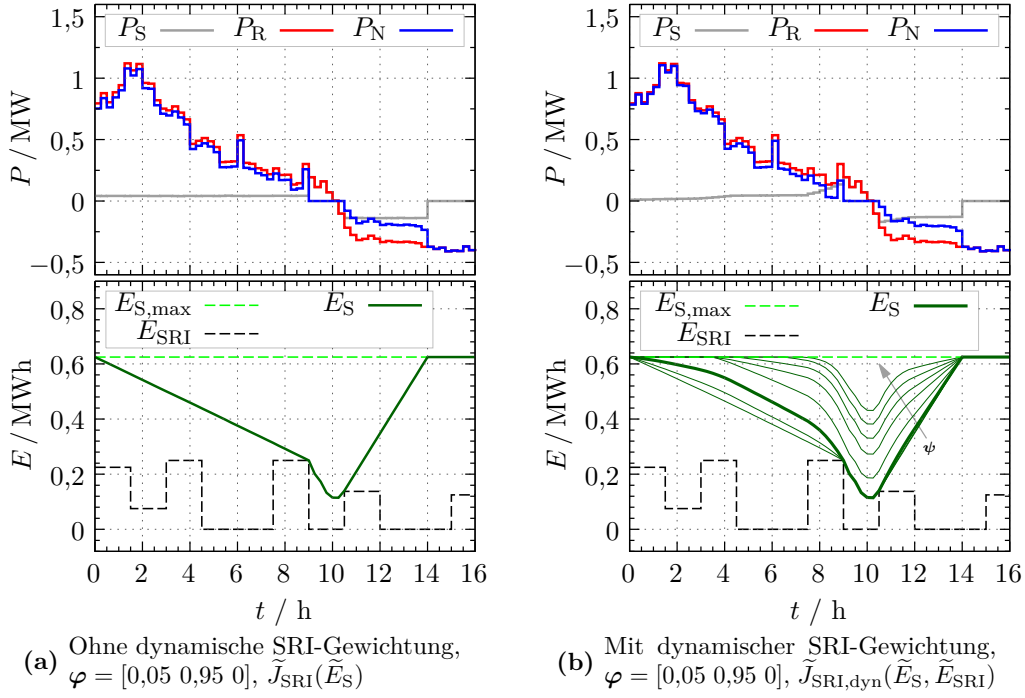 P_S P_R P_N
P_S P_R P_N
1,5
1
0,5
0
−0,5
P / MW
1,5
1
0,5
0
−0,5
P / MW
E_S,max E_S
E_SRI
E_S,max E_S
E_SRI
0.8
0.6
0.4
0.2
0
E / MWh
0.8
0.6
0.4
0.2
0
E / MWh
ψ
0 2 4 6 8 10 12 14 16
0 2 4 6 8 10 12 14 16
t / h
t / h
(a) Ohne dynamische SRI-Gewichtung,
φ = [0,05 0,95 0], J̃_SRI(Ẽ_S)
(b) Mit dynamischer SRI-Gewichtung,
φ = [0,05 0,95 0], J̃_SRI,dyn(Ẽ_S, Ẽ_SRI)